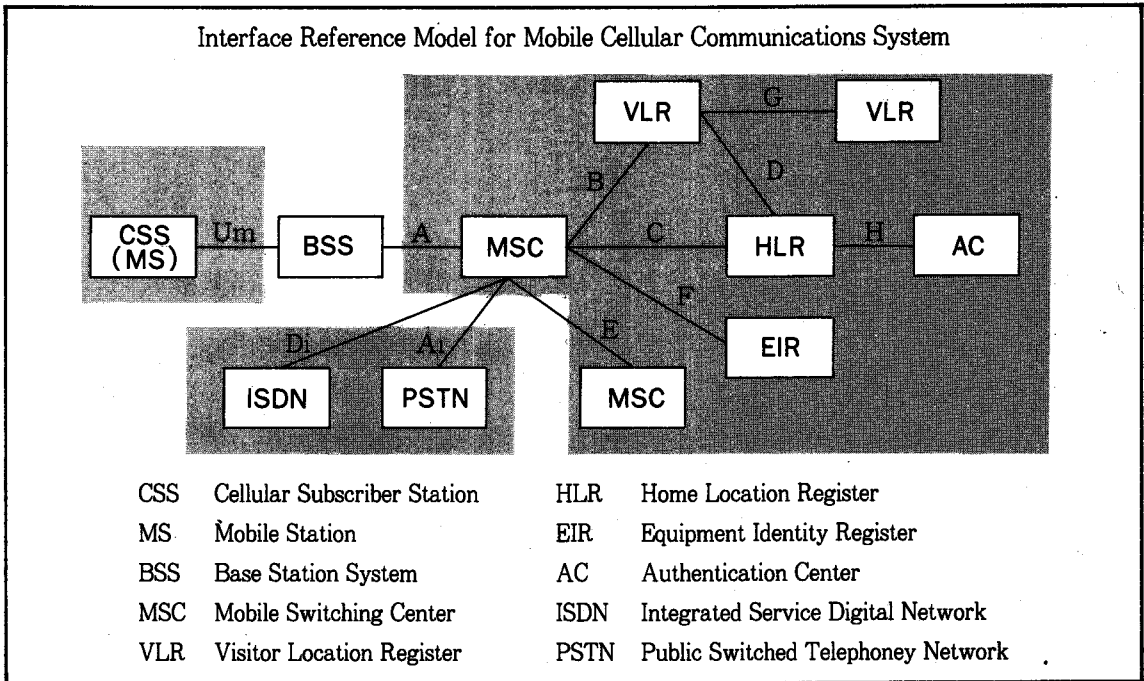 Interface Reference Model for Mobile Cellular Communications System
VLR G VLR
B D
CSS
(MS) Um BSS A MSC C HLR H AC
F
Di Ai E EIR
ISDN PSTN MSC
CSS Cellular Subscriber Station
MS Mobile Station
BSS Base Station System
MSC Mobile Switching Center
VLR Visitor Location Register
HLR Home Location Register
EIR Equipment Identity Register
AC Authentication Center
ISDN Integrated Service Digital Network
PSTN Public Switched Telephoney Network